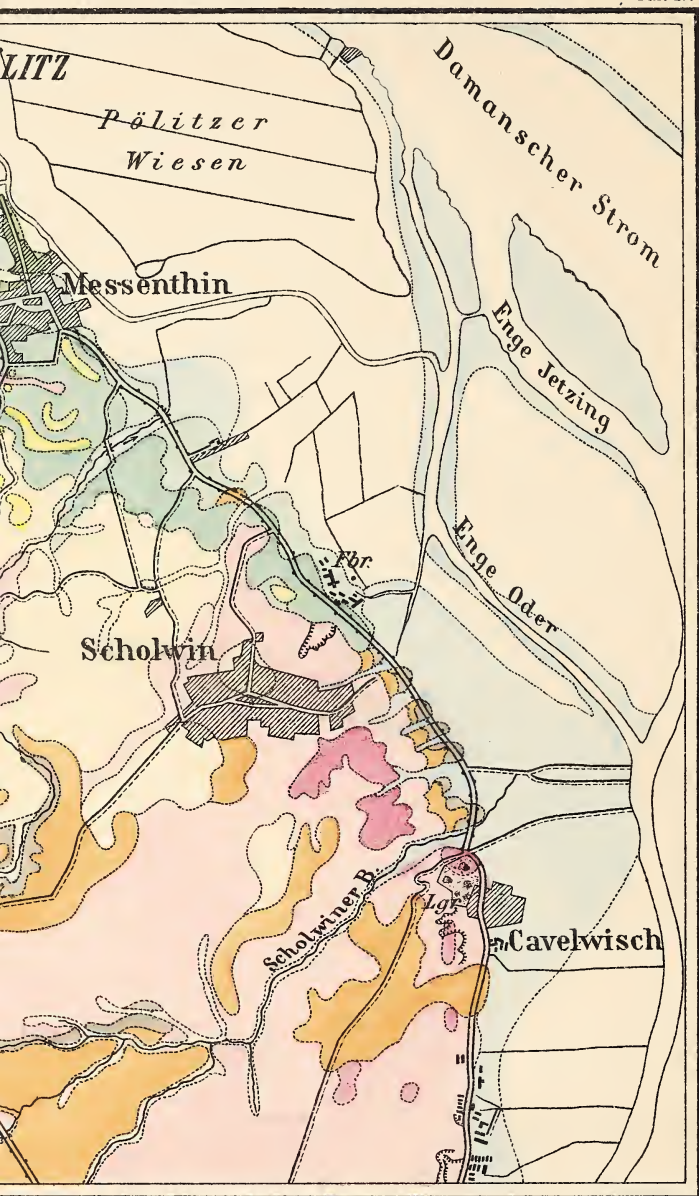 LITZ
Damanscher Strom
Pölitzer
Wiesen
Messenthin
Enge Jetzing
Enge Oder
Fbr.
Scholwin
Scholwiner B.
Lgr.
Cavelwisch